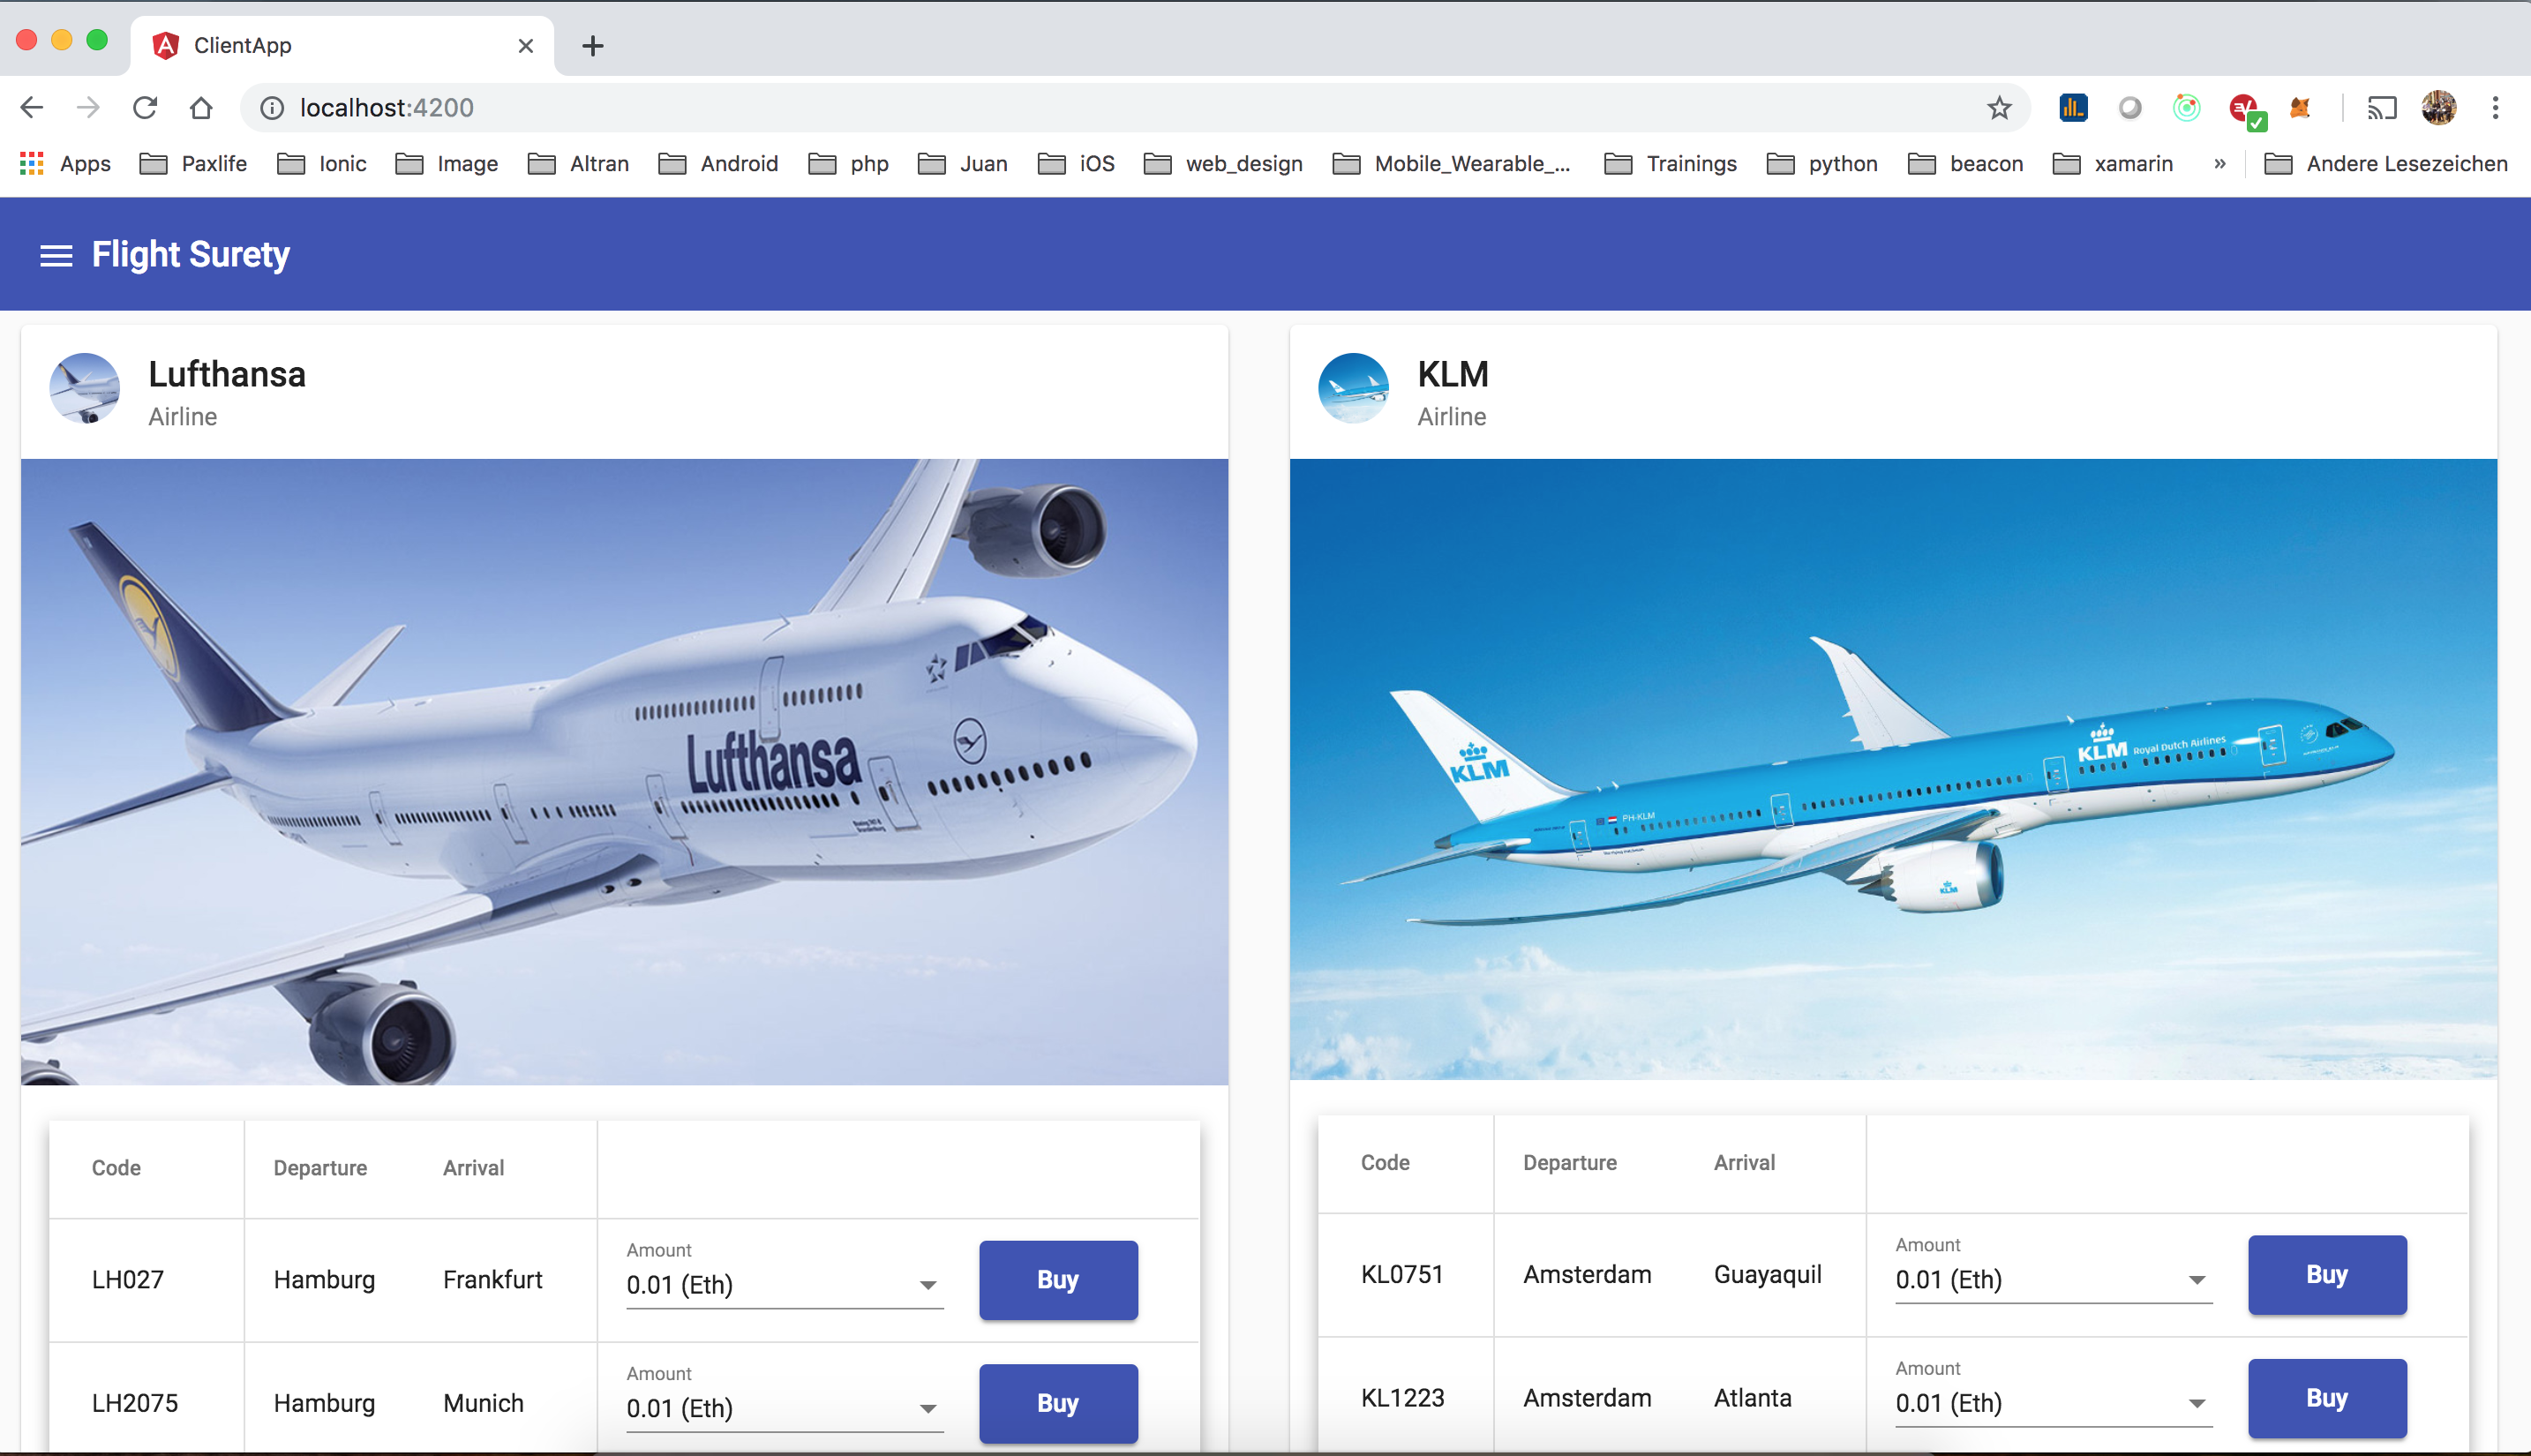 ClientApp
localhost:4200
Apps Paxlife Ionic Image Altran Android php Juan iOS web_design Mobile_Wearable_... Trainings python beacon xamarin » Andere Lesezeichen
Flight Surety
Lufthansa
Airline
Lufthansa
Code Departure Arrival
LH027 Hamburg Frankfurt Amount 0.01 (Eth) Buy
LH2075 Hamburg Munich Amount 0.01 (Eth) Buy
KLM
Airline
KLM
KLM Royal Dutch Airlines
PH-KLM
KLM
Code Departure Arrival
KL0751 Amsterdam Guayaquil Amount 0.01 (Eth) Buy
KL1223 Amsterdam Atlanta Amount 0.01 (Eth) Buy